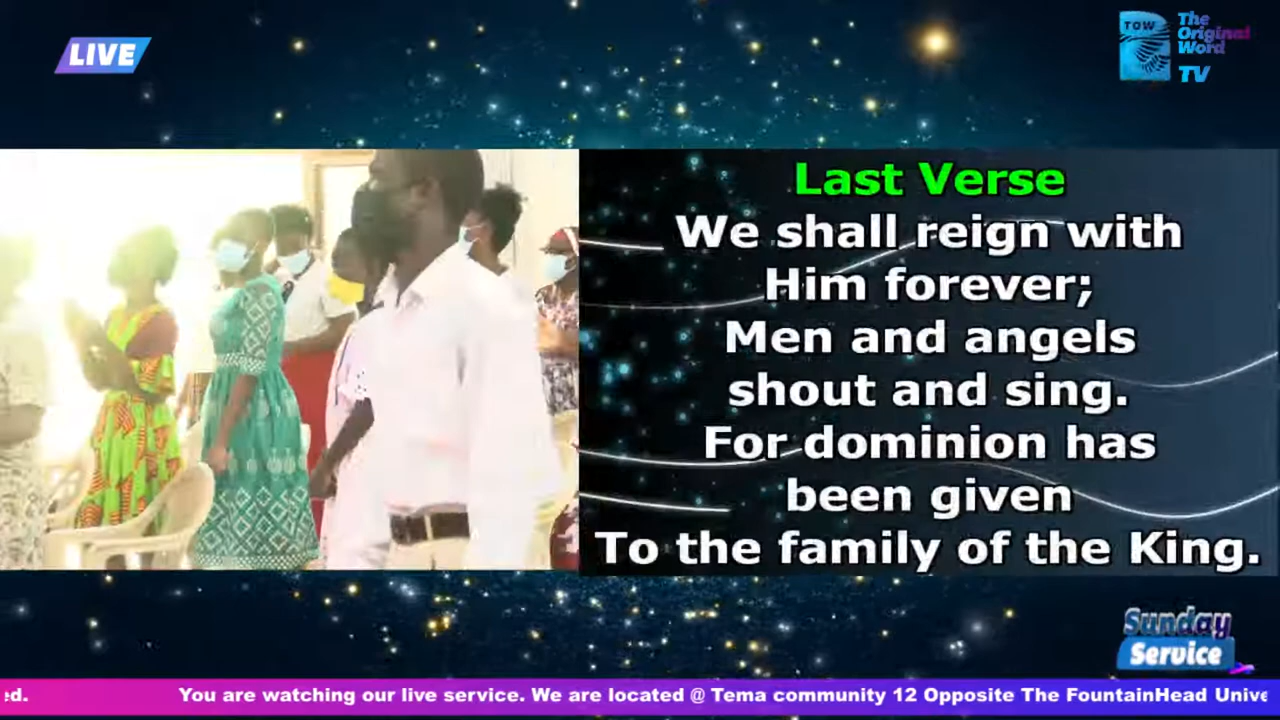 LIVE
TOW
The
Original
Word
TV
Last Verse
We shall reign with
Him forever;
Men and angels
shout and sing.
For dominion has
been given
To the family of the King.
Sunday
Service
You are watching our live service. We are located @ Tema community 12 Opposite The FountainHead